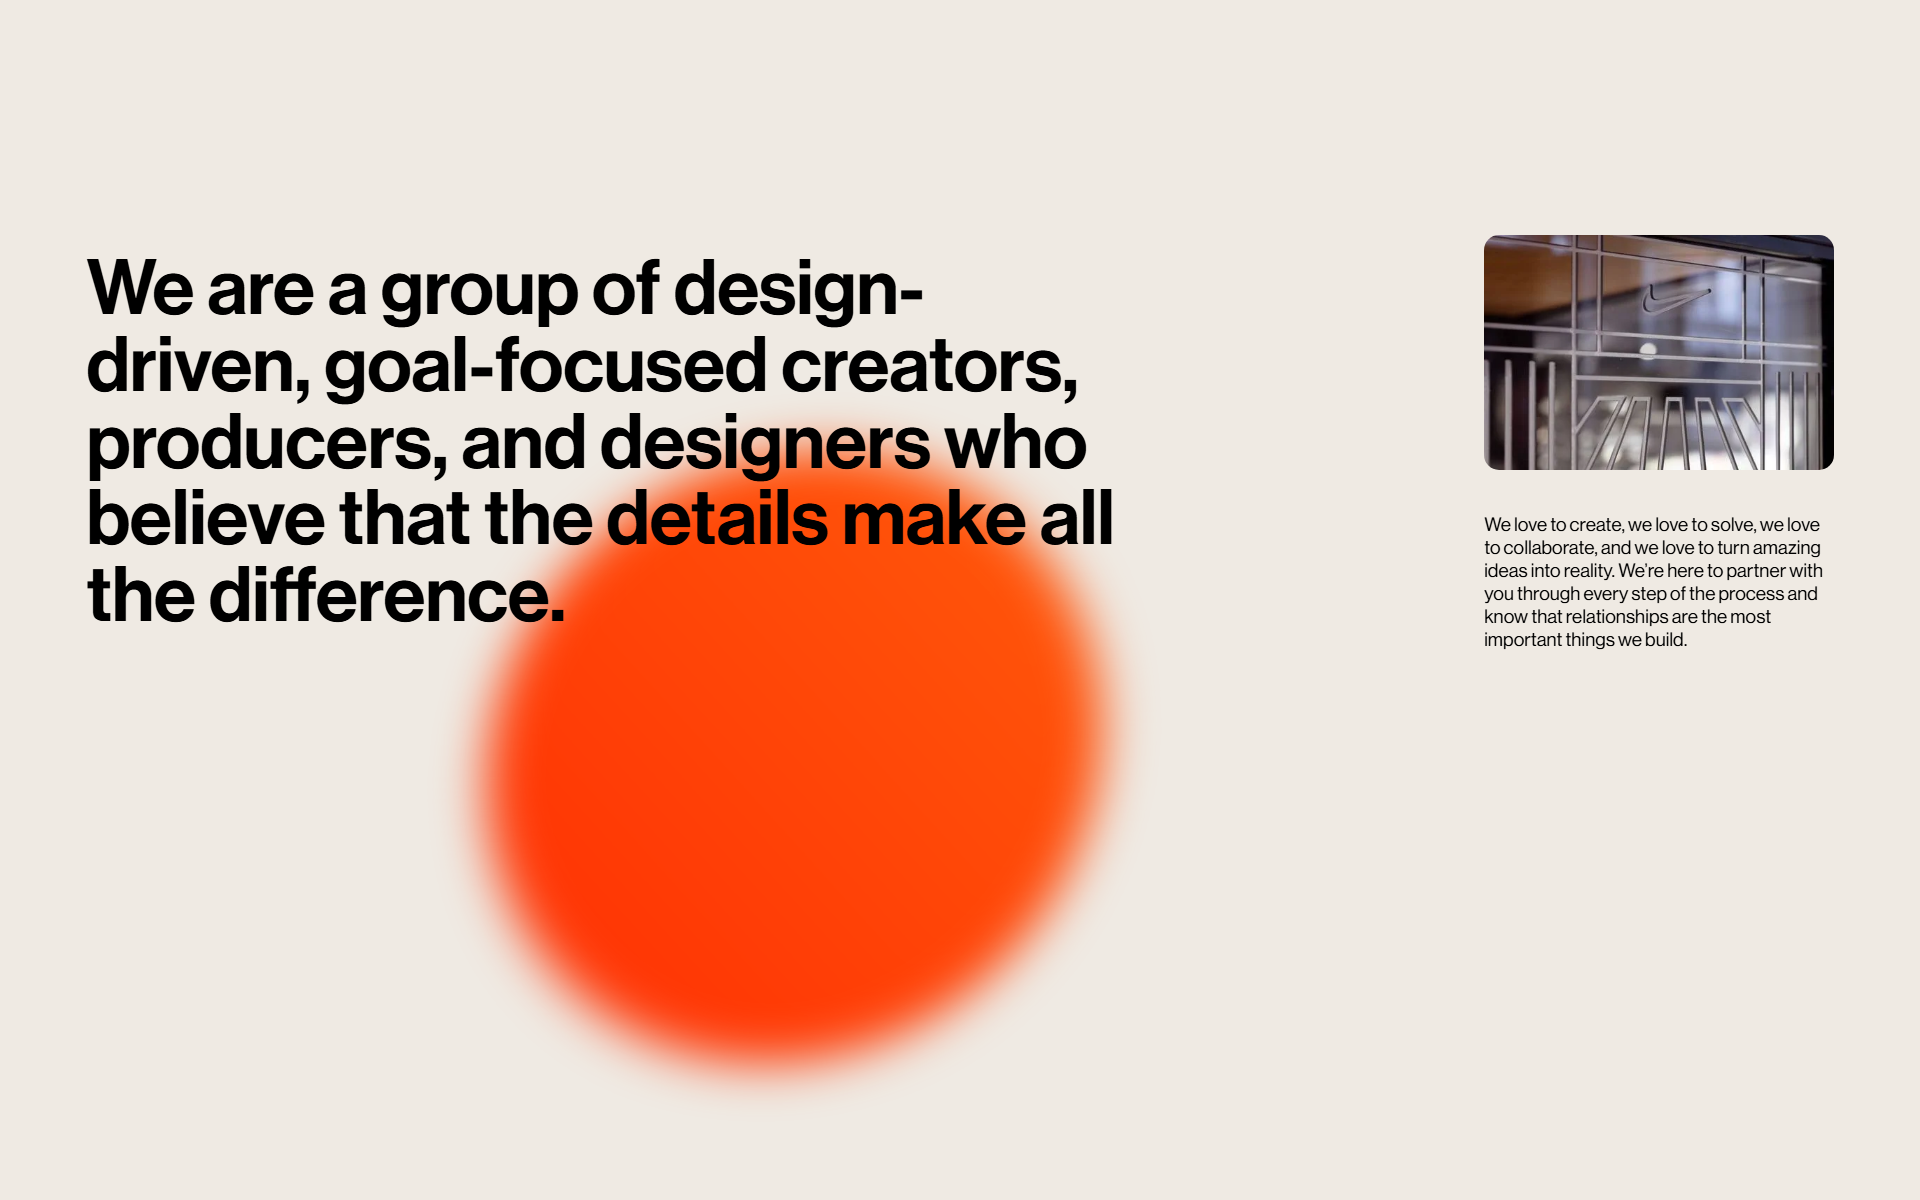 We are a group of design-
driven, goal-focused creators,
producers, and designers who
believe that the details make all
the difference.
We love to create, we love to solve, we love
to collaborate, and we love to turn amazing
ideas into reality. We're here to partner with
you through every step of the process and
know that relationships are the most
important things we build.